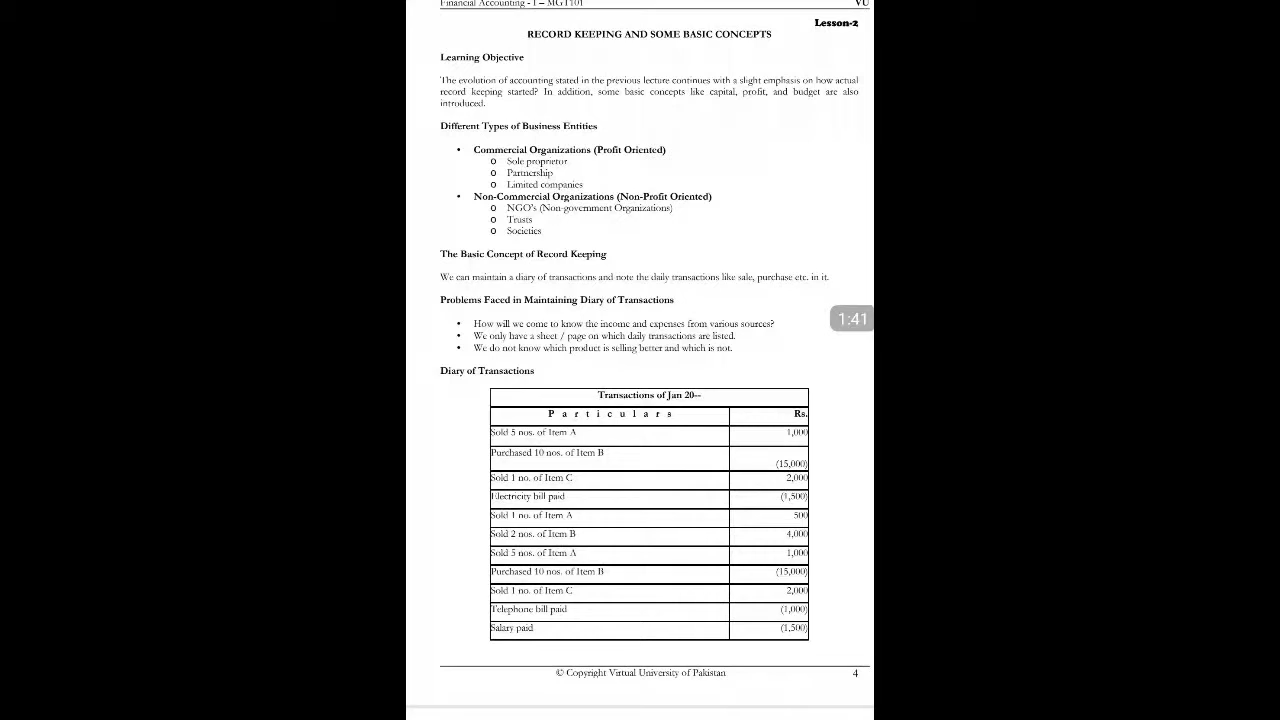 Financial Accounting - I – MGT101 VU
Lesson-2
RECORD KEEPING AND SOME BASIC CONCEPTS
Learning Objective
The evolution of accounting stated in the previous lecture continues with a slight emphasis on how actual
record keeping started? In addition, some basic concepts like capital, profit, and budget are also
introduced.
Different Types of Business Entities
• Commercial Organizations (Profit Oriented)
o Sole proprietor
o Partnership
o Limited companies
• Non-Commercial Organizations (Non-Profit Oriented)
o NGO's (Non-government Organizations)
o Trusts
o Societies
The Basic Concept of Record Keeping
We can maintain a diary of transactions and note the daily transactions like sale, purchase etc. in it.
Problems Faced in Maintaining Diary of Transactions
1:41
• How will we come to know the income and expenses from various sources?
• We only have a sheet / page on which daily transactions are listed.
• We do not know which product is selling better and which is not.
Diary of Transactions
Transactions of Jan 20--
Particulars Rs.
Sold 5 nos. of Item A 1,000
Purchased 10 nos. of Item B (15,000)
Sold 1 no. of Item C 2,000
Electricity bill paid (1,500)
Sold 1 no. of Item A 500
Sold 2 nos. of Item B 4,000
Sold 5 nos. of Item A 1,000
Purchased 10 nos. of Item B (15,000)
Sold 1 no. of Item C 2,000
Telephone bill paid (1,000)
Salary paid (1,500)
© Copyright Virtual University of Pakistan 4